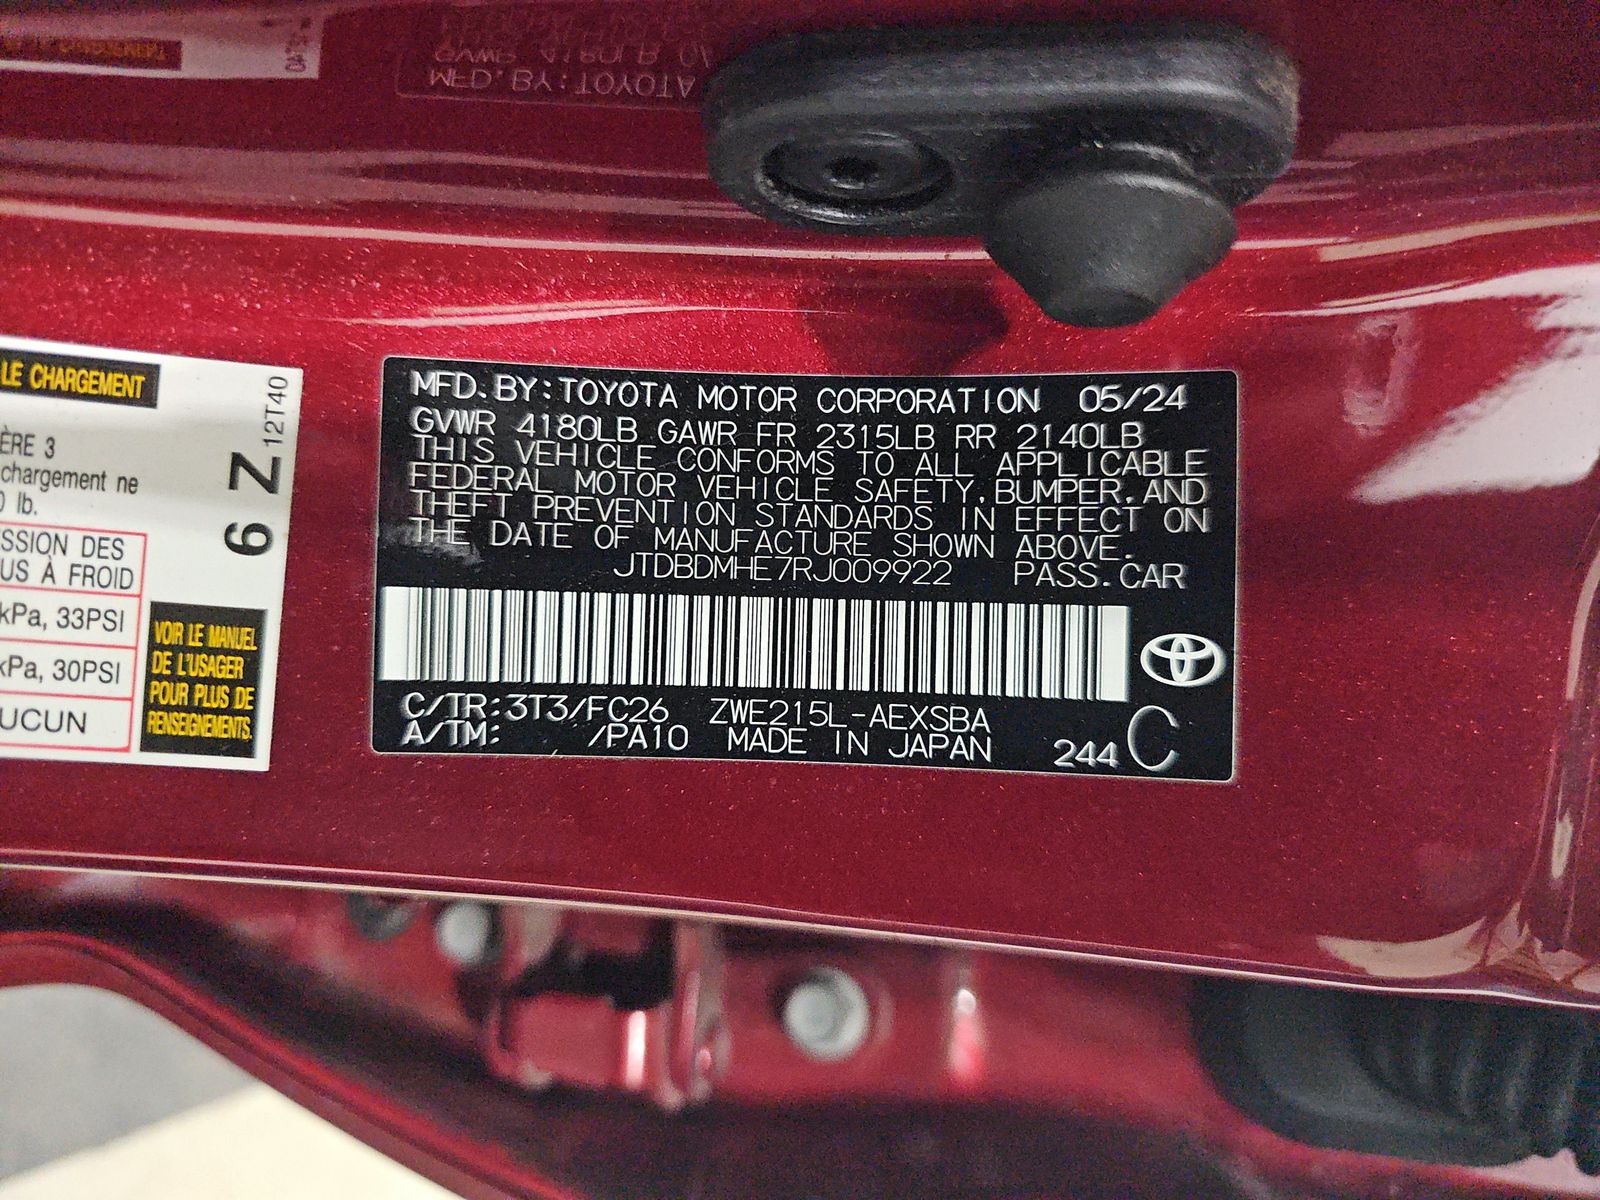 MFD. BY: TOYOTA
LE CHARGEMENT
12T40
6 Z
ÈRE 3
chargement ne
lb.
SSION DES
US À FROID
kPa, 33PSI
kPa, 30PSI
UCUN
VOIR LE MANUEL
DE L'USAGER
POUR PLUS DE
RENSEIGNEMENTS.
MFD. BY: TOYOTA MOTOR CORPORATION 05/24
GVWR 4180LB GAWR FR 2315LB RR 2140LB
THIS VEHICLE CONFORMS TO ALL APPLICABLE
FEDERAL MOTOR VEHICLE SAFETY, BUMPER, AND
THEFT PREVENTION STANDARDS IN EFFECT ON
THE DATE OF MANUFACTURE SHOWN ABOVE.
JTDBDMHE7RJ009922 PASS. CAR
C/TR: 3T3/FC26 ZWE215L-AEXSBA
A/TM: /PA10 MADE IN JAPAN 244 C